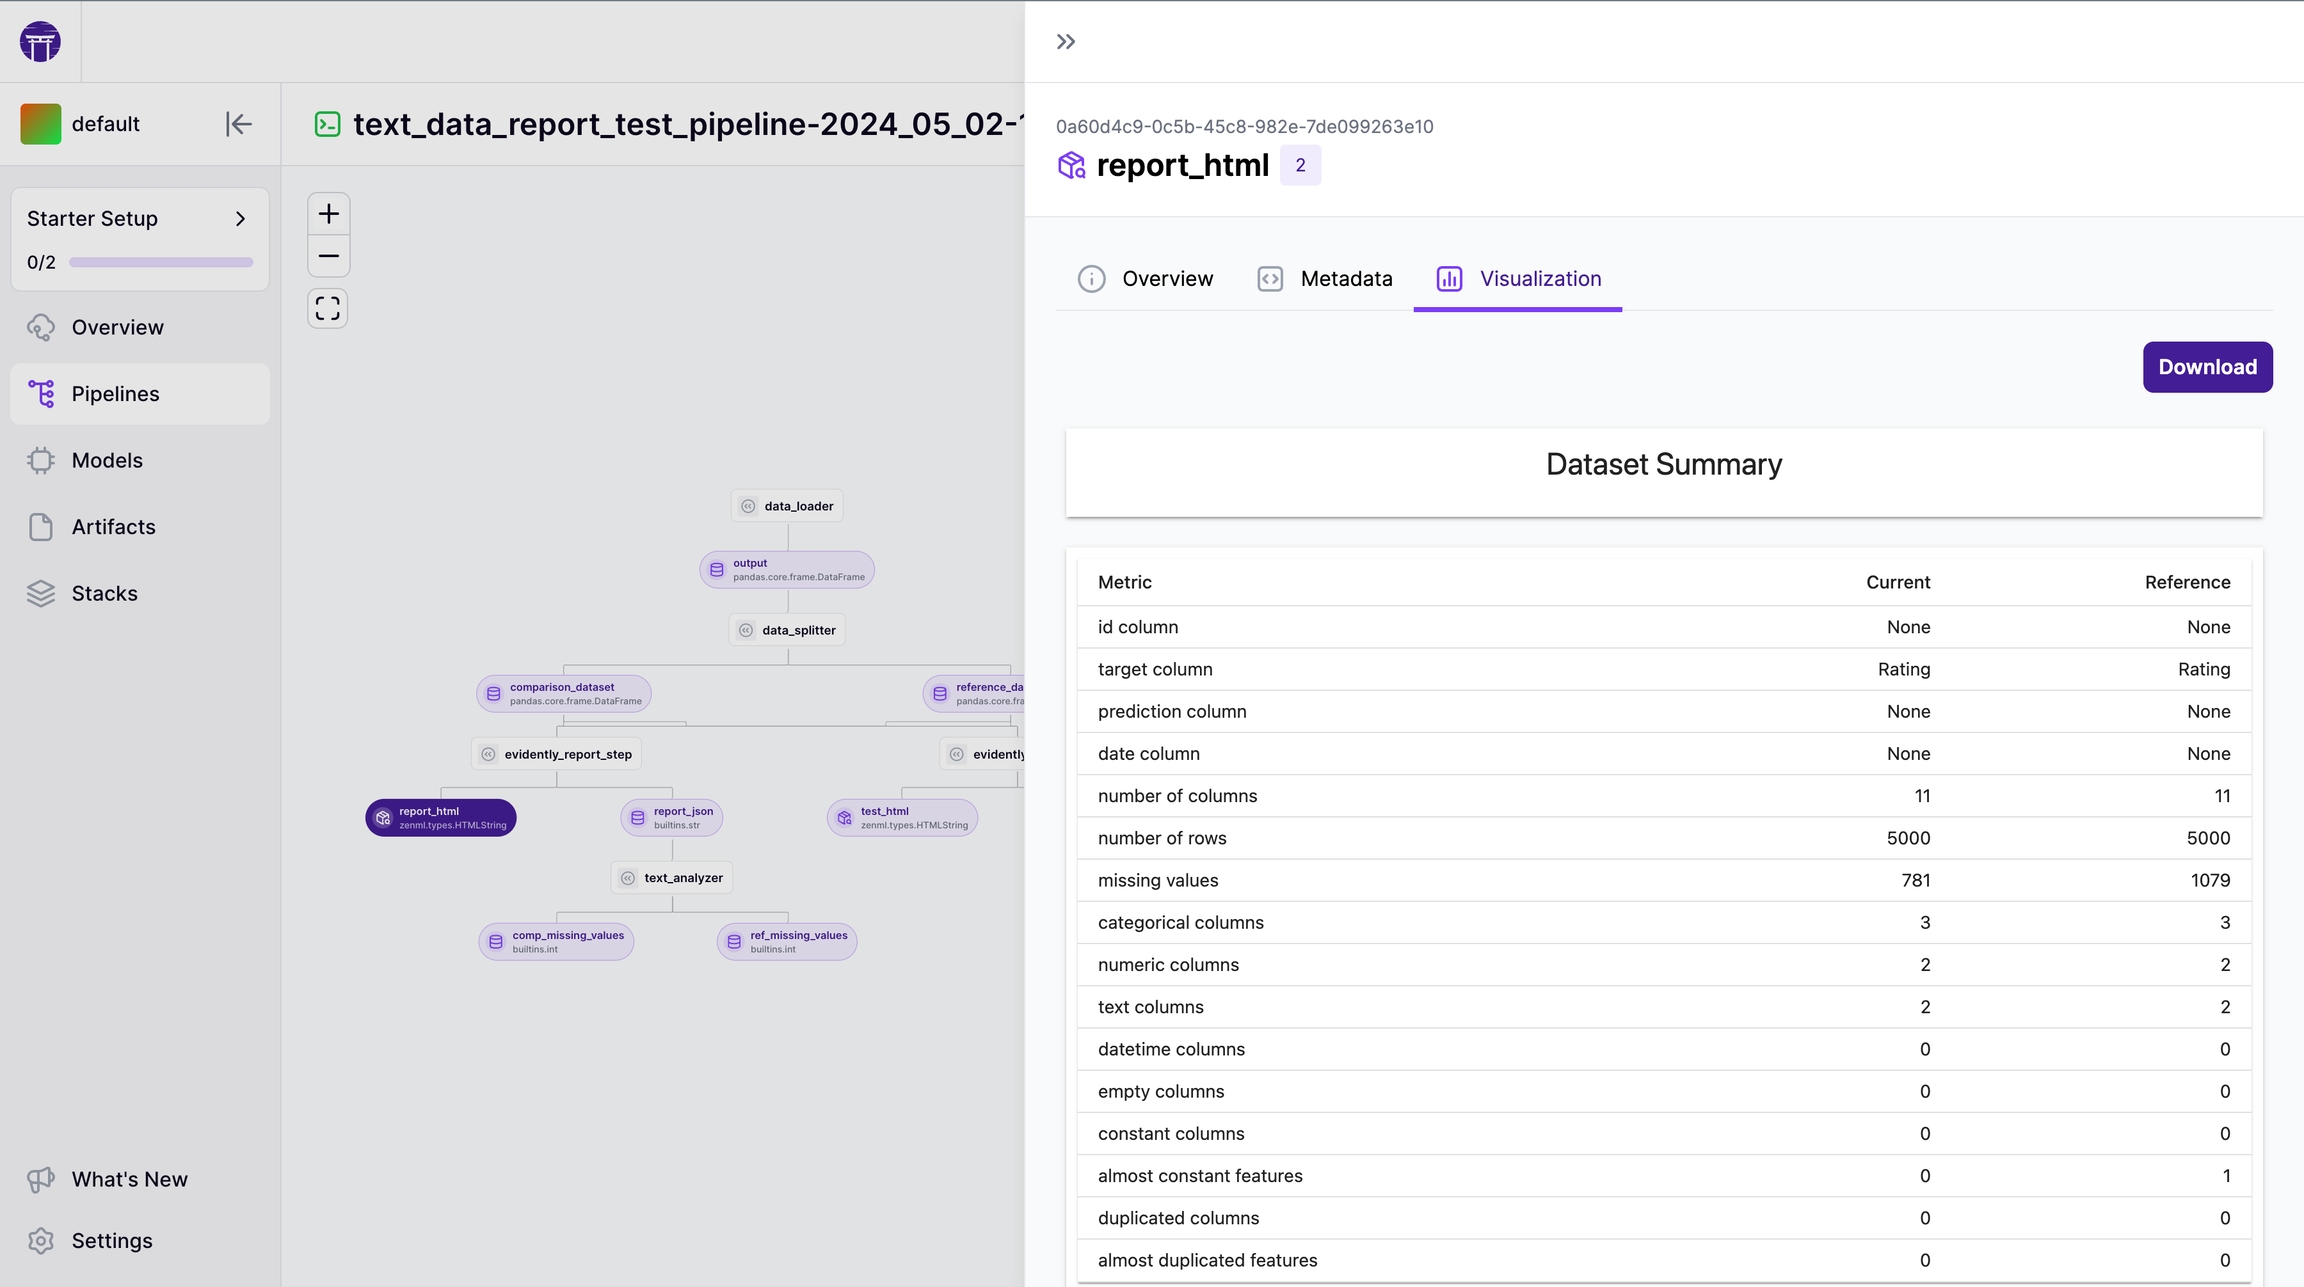 default
text_data_report_test_pipeline-2024_05_02-
Starter Setup
0/2
Overview
Pipelines
Models
Artifacts
Stacks
What's New
Settings
data_loader
output
pandas.core.frame.DataFrame
data_splitter
comparison_dataset
pandas.core.frame.DataFrame
reference_da
pandas.core.fra
evidently_report_step
evidently
report_html
zenml.types.HTMLString
report_json
builtins.str
test_html
zenml.types.HTMLString
text_analyzer
comp_missing_values
builtins.int
ref_missing_values
builtins.int
0a60d4c9-0c5b-45c8-982e-7de099263e10
report_html 2
Overview Metadata Visualization
Download
Dataset Summary
Metric Current Reference
id column None None
target column Rating Rating
prediction column None None
date column None None
number of columns 11 11
number of rows 5000 5000
missing values 781 1079
categorical columns 3 3
numeric columns 2 2
text columns 2 2
datetime columns 0 0
empty columns 0 0
constant columns 0 0
almost constant features 0 1
duplicated columns 0 0
almost duplicated features 0 0